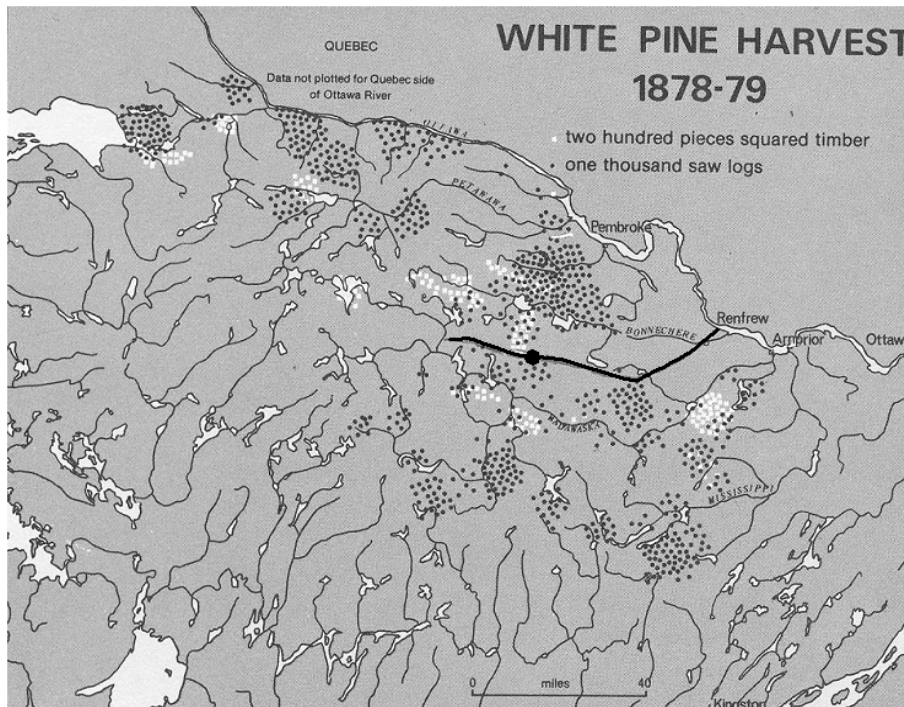 WHITE PINE HARVEST
1878-79
QUEBEC
Data not plotted for Quebec side
of Ottawa River
two hundred pieces squared timber
one thousand saw logs
OTTAWA
PETAWAWA
Pembroke
Renfrew
BONNECHERE
Arnprior
Ottaw
MADAWASKA
MISSISSIPPI
0 miles 40
Kingston